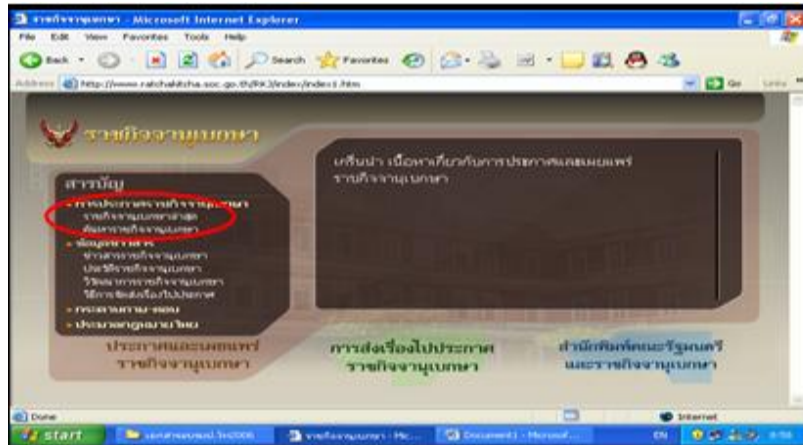 ราชกิจจานุเบกษา - Microsoft Internet Explorer
File Edit View Favorites Tools Help
Back Search Favorites
Address http://www.ratchakitcha.soc.go.th/RKJ/index/index1.htm Go Links
ราชกิจจานุเบกษา
เกริ่นนำ เนื้อหาเกี่ยวกับการประกาศและเผยแพร่
ราชกิจจานุเบกษา
สารบัญ
การประกาศราชกิจจานุเบกษา
ราชกิจจานุเบกษาล่าสุด
ค้นหาราชกิจจานุเบกษา
ข้อมูลข่าวสาร
ข่าวสารราชกิจจานุเบกษา
ประวัติราชกิจจานุเบกษา
วิวัฒนาการราชกิจจานุเบกษา
วิธีการจัดส่งเรื่องไปประกาศ
กระดานถาม-ตอบ
ประมวลกฎหมายไทย
ประกาศและเผยแพร่
ราชกิจจานุเบกษา
การส่งเรื่องไปประกาศ
ราชกิจจานุเบกษา
สำนักพิมพ์คณะรัฐมนตรี
และราชกิจจานุเบกษา
Done Internet
start ราชกิจจานุเบกษา - Mic... Document1 - Microsof... EN